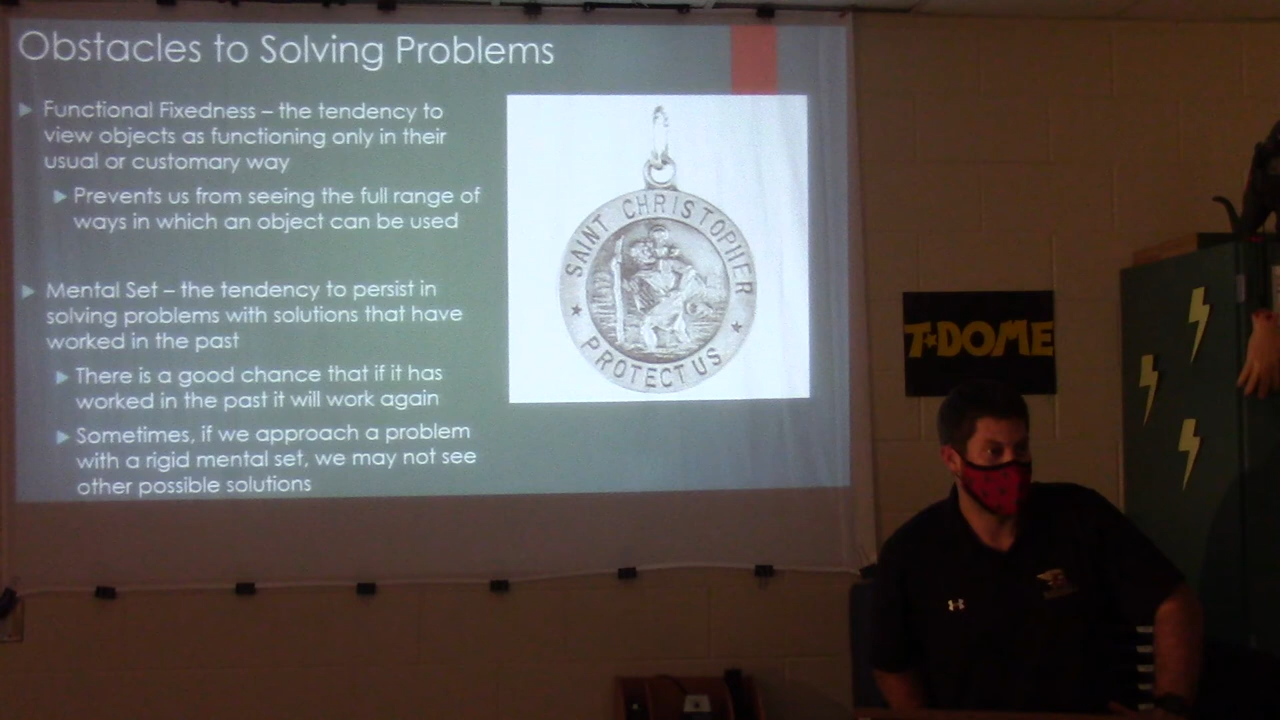 Obstacles to Solving Problems
Functional Fixedness – the tendency to
view objects as functioning only in their
usual or customary way
Prevents us from seeing the full range of
ways in which an object can be used
Mental Set – the tendency to persist in
solving problems with solutions that have
worked in the past
There is a good chance that if it has
worked in the past it will work again
Sometimes, if we approach a problem
with a rigid mental set, we may not see
other possible solutions
SAINT CHRISTOPHER
PROTECT US
T★DOME